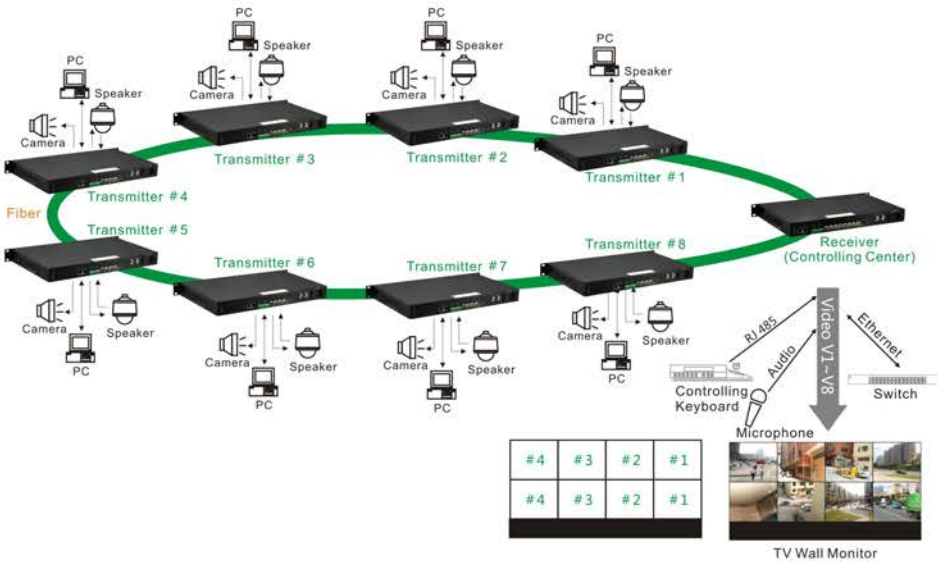 PC
Speaker
Camera
Transmitter #3
PC
Speaker
Camera
Transmitter #2
PC
Speaker
Camera
Transmitter #1
PC
Speaker
Camera
Transmitter #4
Fiber
Transmitter #5
Camera
Speaker
PC
Transmitter #6
Camera
Speaker
PC
Transmitter #7
Camera
Speaker
PC
Transmitter #8
Camera
Speaker
PC
Receiver
(Controlling Center)
RJ 485
Audio
Video V1~V8
Ethernet
Controlling
Keyboard
Microphone
Switch
#4 #3 #2 #1
#4 #3 #2 #1
TV Wall Monitor